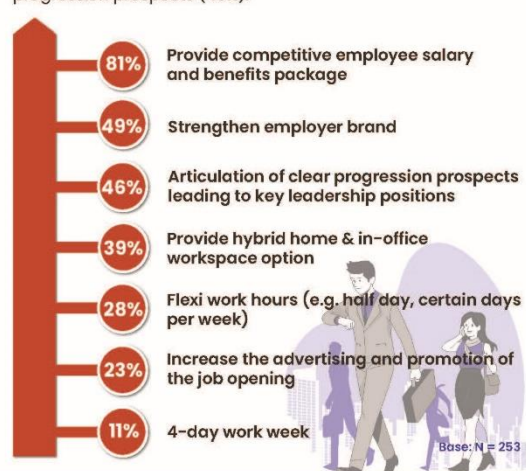 81%
Provide competitive employee salary
and benefits package
49%
Strengthen employer brand
46%
Articulation of clear progression prospects
leading to key leadership positions
39%
Provide hybrid home & in-office
workspace option
28%
Flexi work hours (e.g. half day, certain days
per week)
23%
Increase the advertising and promotion of
the job opening
11%
4-day work week
Base: N = 253